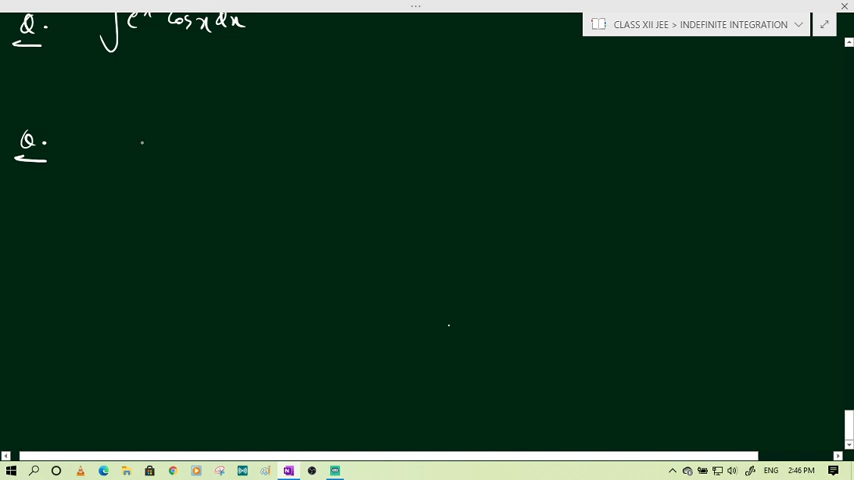 ...
CLASS XII JEE > INDEFINITE INTEGRATION
Q. ∫ eˣ cos x dx
Q.
ENG 2:46 PM